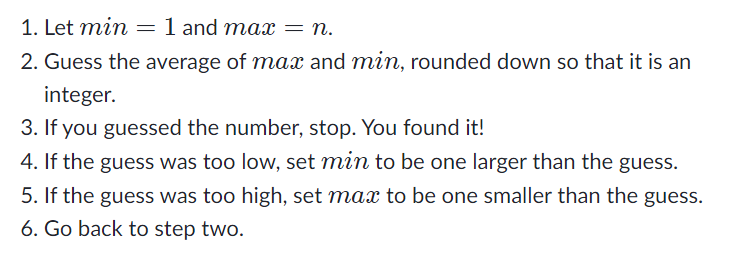 1. Let min = 1 and max = n.
2. Guess the average of max and min, rounded down so that it is an
integer.
3. If you guessed the number, stop. You found it!
4. If the guess was too low, set min to be one larger than the guess.
5. If the guess was too high, set max to be one smaller than the guess.
6. Go back to step two.